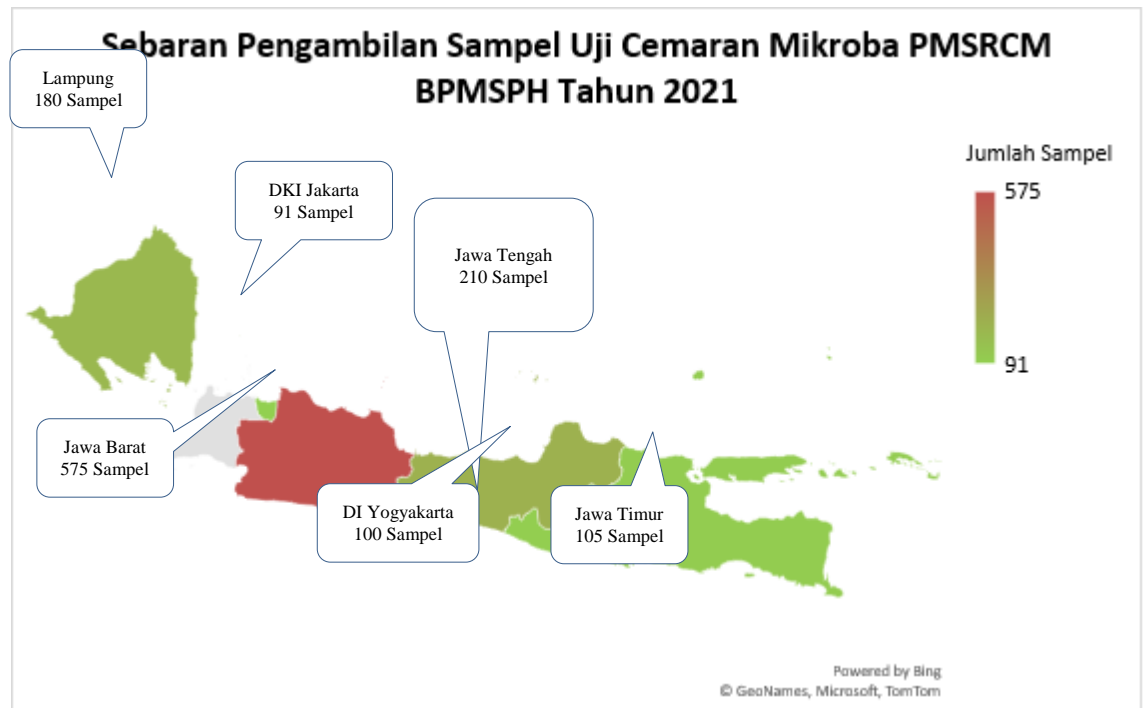 Sebaran Pengambilan Sampel Uji Cemaran Mikroba PMSRCM
BPMSPH Tahun 2021
Lampung
180 Sampel
DKI Jakarta
91 Sampel
Jawa Tengah
210 Sampel
Jumlah Sampel
575
91
Jawa Barat
575 Sampel
DI Yogyakarta
100 Sampel
Jawa Timur
105 Sampel
Powered by Bing
© GeoNames, Microsoft, TomTom